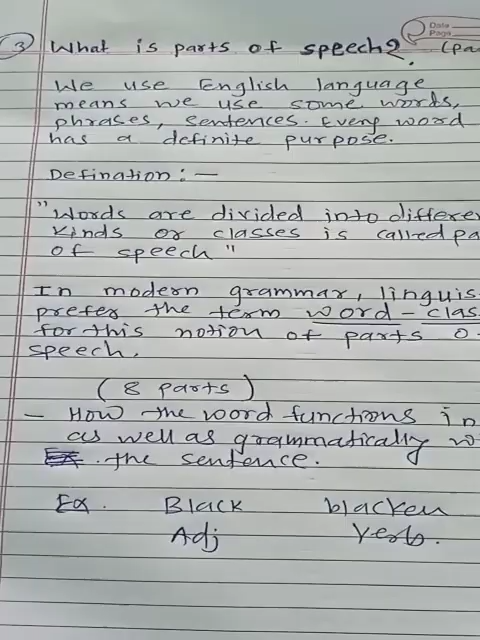 Date
Page
3 What is parts of speech? (pa
We use English language
means we use some words,
phrases, sentences. Every word
has a definite purpose.
Defination : —
"Words are divided into differe
kinds or classes is called pa
of speech"
In modern grammar, linguis
prefer the term word - clas
for this notion of parts o
speech.
( 8 parts )
– How the word functions in
as well as grammatically w
the sentence.
Ex. Black blacken
Adj Verb.